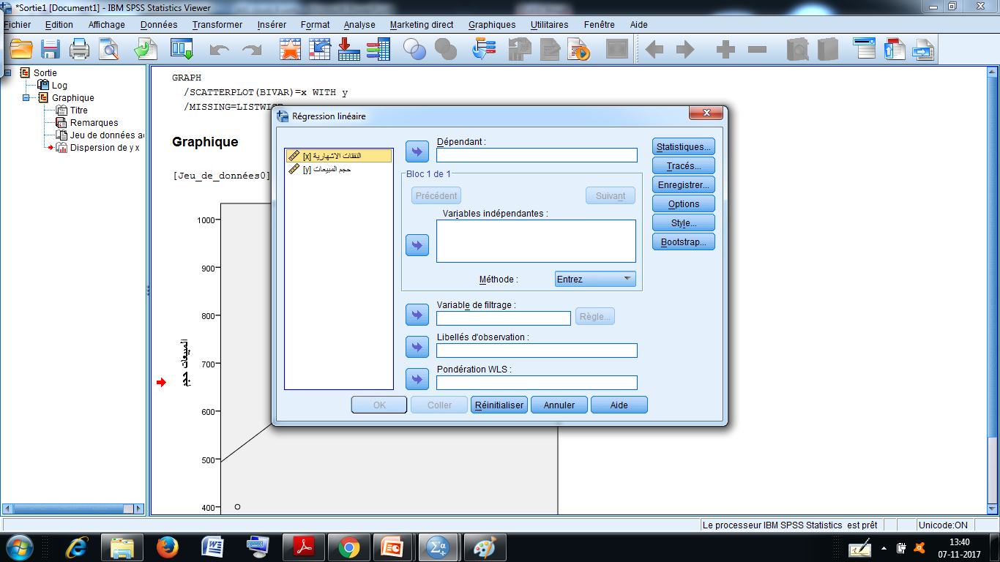 *Sortie1 [Document1] - IBM SPSS Statistics Viewer
Fichier Edition Affichage Données Transformer Insérer Format Analyse Marketing direct Graphiques Utilitaires Fenêtre Aide
Sortie
Log
Graphique
Titre
Remarques
Jeu de données ac
Dispersion de y x
GRAPH
/SCATTERPLOT(BIVAR)=x WITH y
/MISSING=LISTWISE
Graphique
[Jeu_de_données0]
1000
900
800
700
600
500
400
المبيعات حجم
Régression linéaire
النفقات الاشهارية [x]
حجم المبيعات [y]
Dépendant :
Bloc 1 de 1
Précédent
Suivant
Variables indépendantes :
Méthode :
Entrez
Variable de filtrage :
Règle...
Libellés d'observation :
Pondération WLS :
Statistiques...
Tracés...
Enregistrer...
Options
Style...
Bootstrap...
OK
Coller
Réinitialiser
Annuler
Aide
Le processeur IBM SPSS Statistics est prêt
Unicode:ON
13:40
07-11-2017